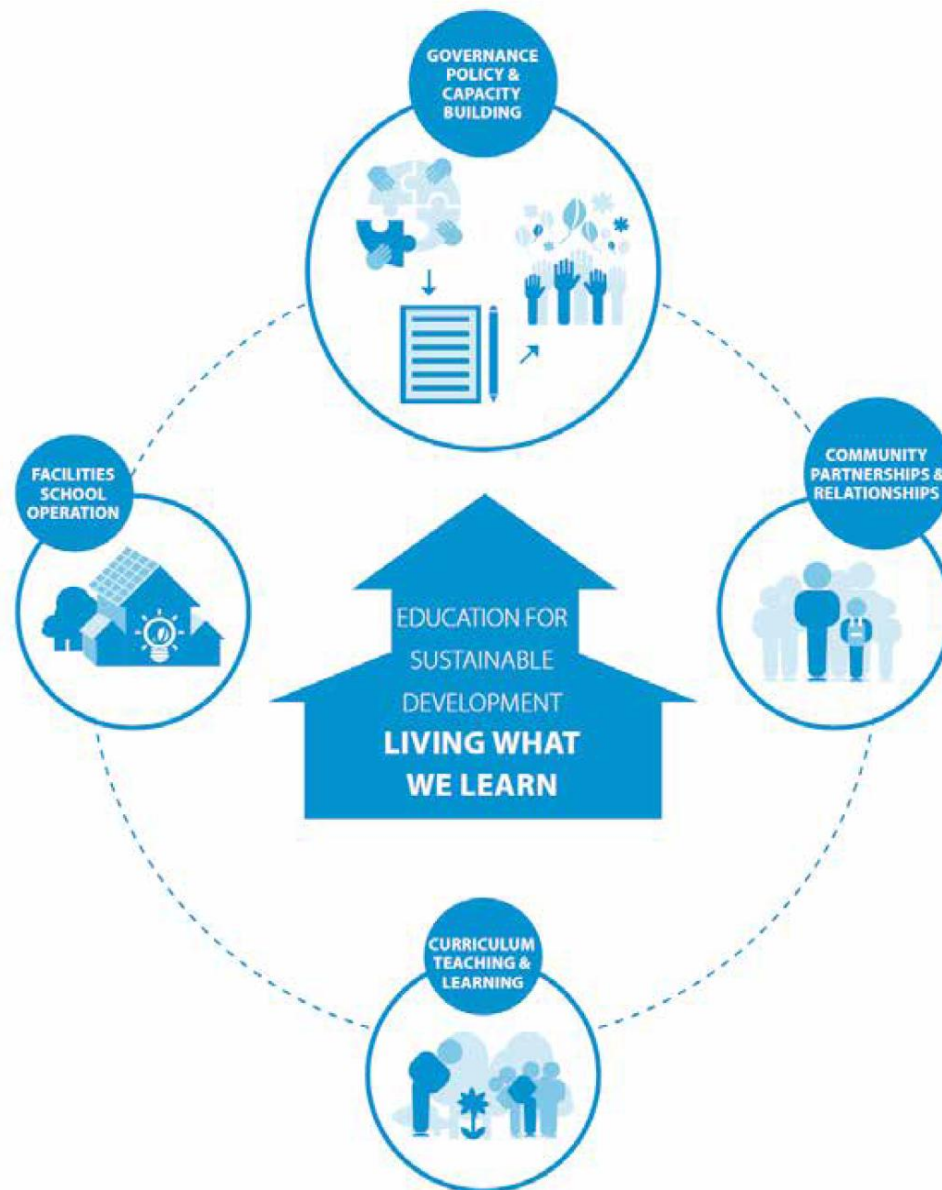 GOVERNANCE
POLICY &
CAPACITY
BUILDING
FACILITIES
SCHOOL
OPERATION
COMMUNITY
PARTNERSHIPS &
RELATIONSHIPS
EDUCATION FOR
SUSTAINABLE
DEVELOPMENT
LIVING WHAT
WE LEARN
CURRICULUM
TEACHING &
LEARNING